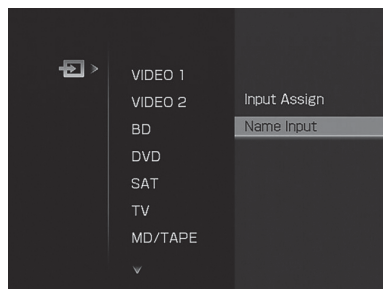 VIDEO 1
VIDEO 2
BD
DVD
SAT
TV
MD/TAPE
Input Assign
Name Input